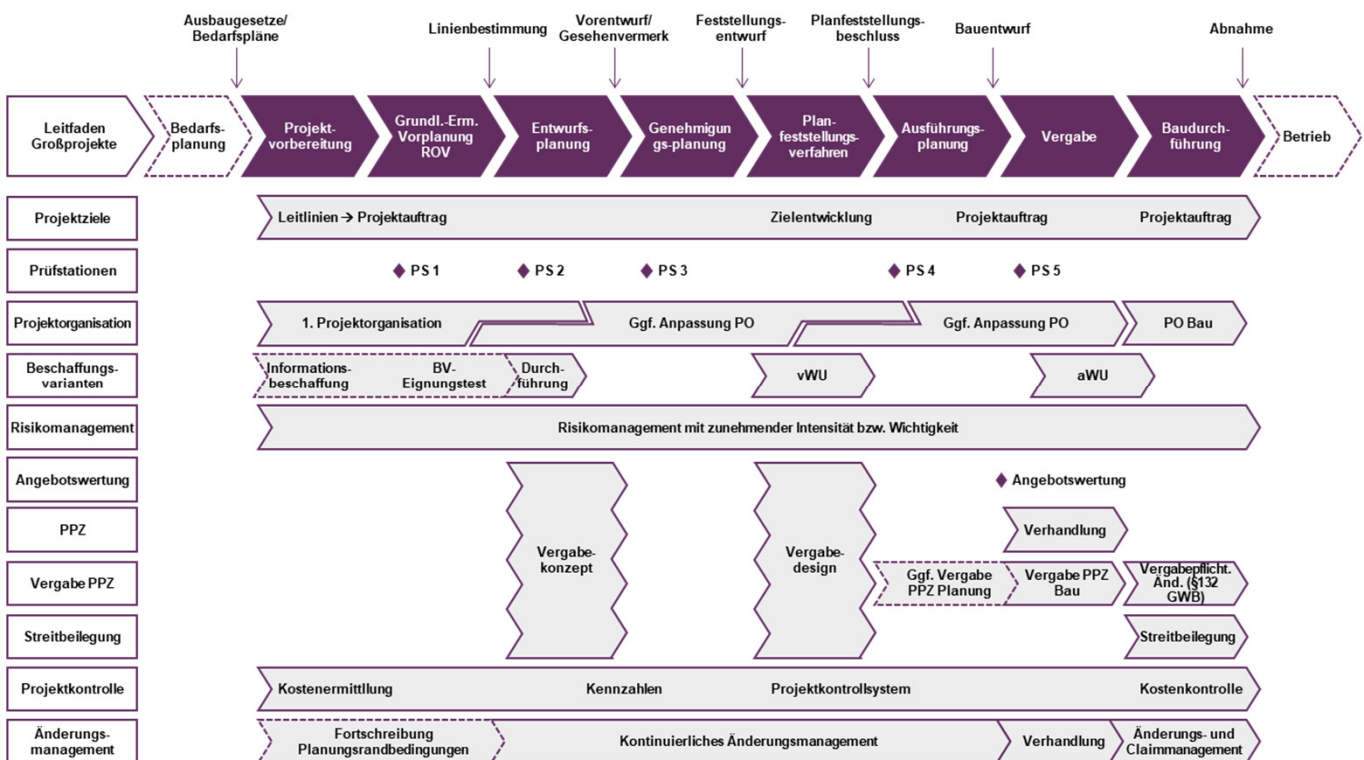 Ausbaugesetze/
Bedarfspläne
Linienbestimmung
Vorentwurf/
Gesehenvermerk
Feststellungs-
entwurf
Planfeststellungs-
beschluss
Bauentwurf
Abnahme
Leitfaden
Großprojekte
Bedarfs-
planung
Projekt-
vorbereitung
Grundl.-Erm.
Vorplanung
ROV
Entwurfs-
planung
Genehmigun
gs-planung
Plan-
feststellungs-
verfahren
Ausführungs-
planung
Vergabe
Baudurch-
führung
Betrieb
Projektziele
Leitlinien → Projektauftrag
Zielentwicklung
Projektauftrag
Projektauftrag
Prüfstationen
PS 1
PS 2
PS 3
PS 4
PS 5
Projektorganisation
1. Projektorganisation
Ggf. Anpassung PO
Ggf. Anpassung PO
PO Bau
Beschaffungs-
varianten
Informations-
beschaffung
BV-
Eignungstest
Durch-
führung
vWU
aWU
Risikomanagement
Risikomanagement mit zunehmender Intensität bzw. Wichtigkeit
Angebotswertung
Vergabe-
konzept
Vergabe-
design
Angebotswertung
PPZ
Verhandlung
Vergabe PPZ
Ggf. Vergabe
PPZ Planung
Vergabe PPZ
Bau
Vergabepflicht.
Änd. (§132
GWB)
Streitbeilegung
Streitbeilegung
Projektkontrolle
Kostenermittllung
Kennzahlen
Projektkontrollsystem
Kostenkontrolle
Änderungs-
management
Fortschreibung
Planungsrandbedingungen
Kontinuierliches Änderungsmanagement
Verhandlung
Änderungs- und
Claimmanagement